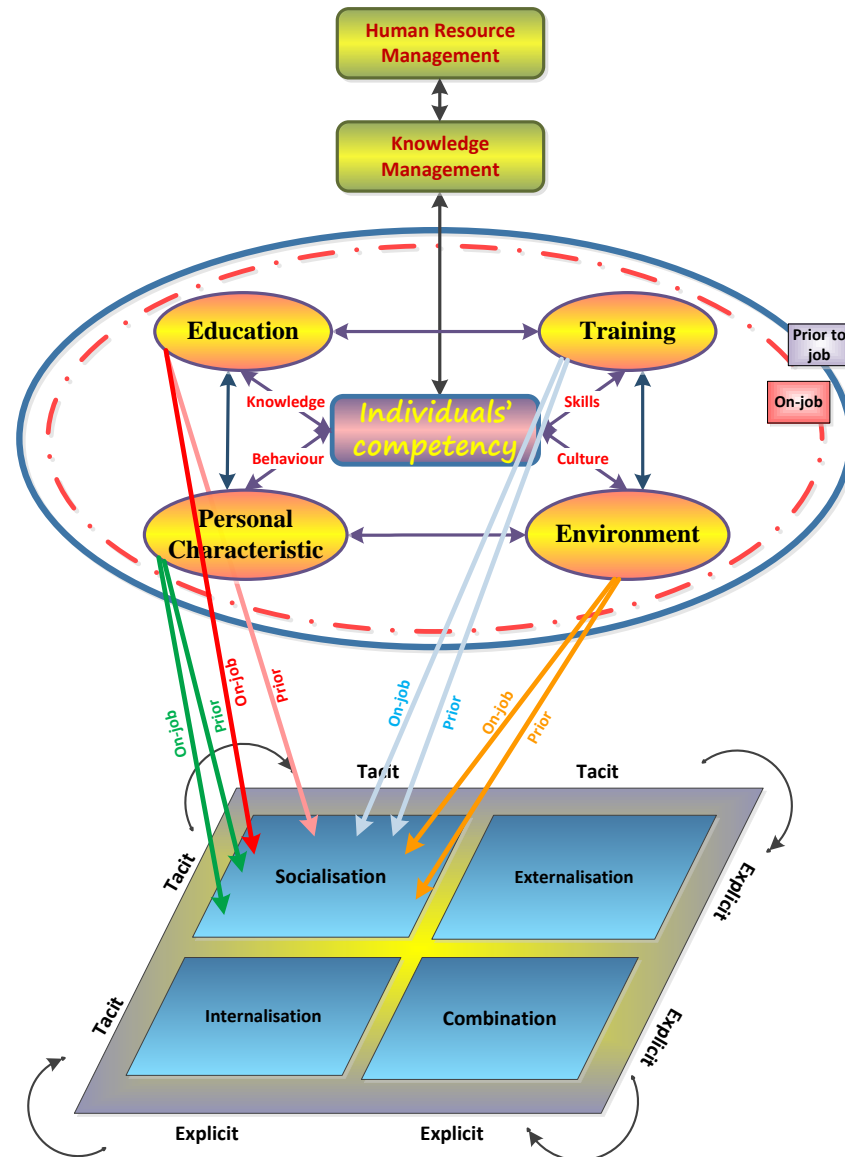 Human Resource
Management
Knowledge
Management
Education
Training
Prior to
job
On-job
Knowledge
Individuals'
competency
Skills
Behaviour
Culture
Personal
Characteristic
Environment
On-job
Prior
On-job
Prior
On-job
Prior
On-job
Prior
Tacit
Tacit
Tacit
Socialisation
Externalisation
Explicit
Tacit
Internalisation
Combination
Explicit
Explicit
Explicit